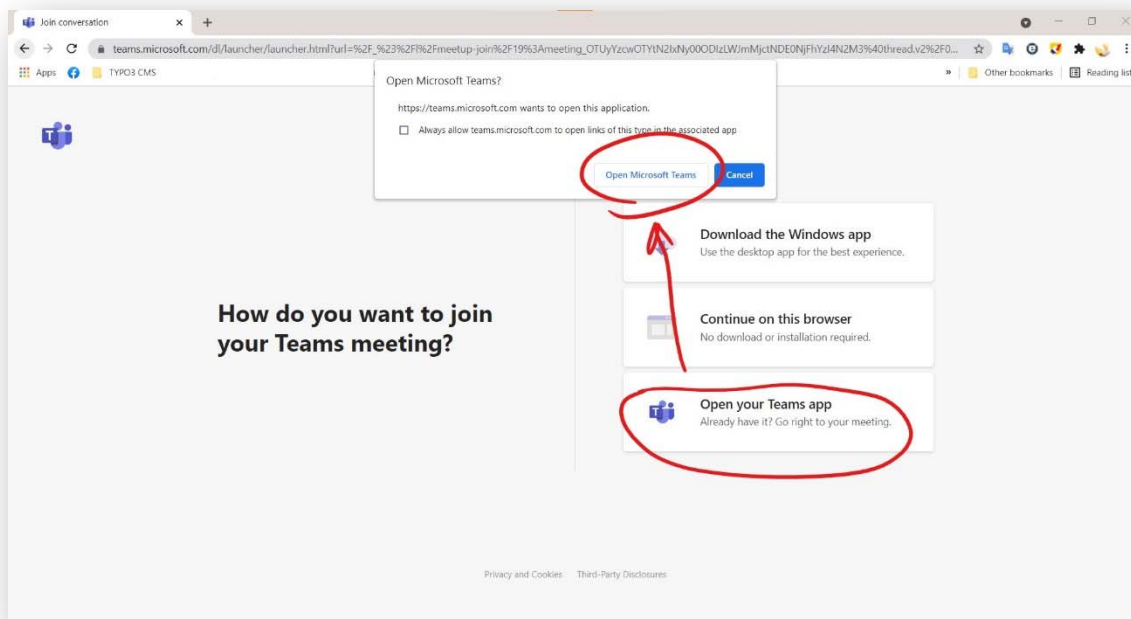 Join conversation
teams.microsoft.com/dl/launcher/launcher.html?url=%2F_%23%2Fl%2Fmeetup-join%2F19%3Ameeting_OTUyYzcwOTYtN2IxNy00ODIzLWJmMjctNDE0NjFhYzI4N2M3%40thread.v2%2F0...
Apps
TYPO3 CMS
»
Other bookmarks
Reading list
Open Microsoft Teams?
https://teams.microsoft.com wants to open this application.
Always allow teams.microsoft.com to open links of this type in the associated app
Open Microsoft Teams
Cancel
Download the Windows app
Use the desktop app for the best experience.
How do you want to join
your Teams meeting?
Continue on this browser
No download or installation required.
Open your Teams app
Already have it? Go right to your meeting.
Privacy and Cookies
Third-Party Disclosures